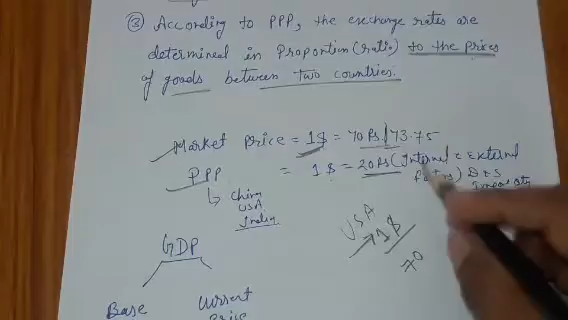 ③ According to PPP, the exchange rates are
determined in Proportion (ratio) to the prices
of goods between two countries.
Market price = 1$ = 70 Rs. / 73.75
PPP = 1$ = 20 Rs (Internal & External
D & S
China
USA
India
USA
1$
70
GDP
Base
Current
Price